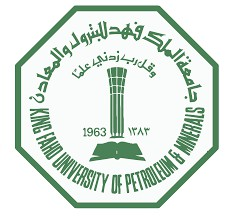 جامعة الملك فهد للبترول والمعادن
وقل رب زدني علما
1963 ١٣٨٣
KING FAHD UNIVERSITY OF PETROLEUM & MINERALS